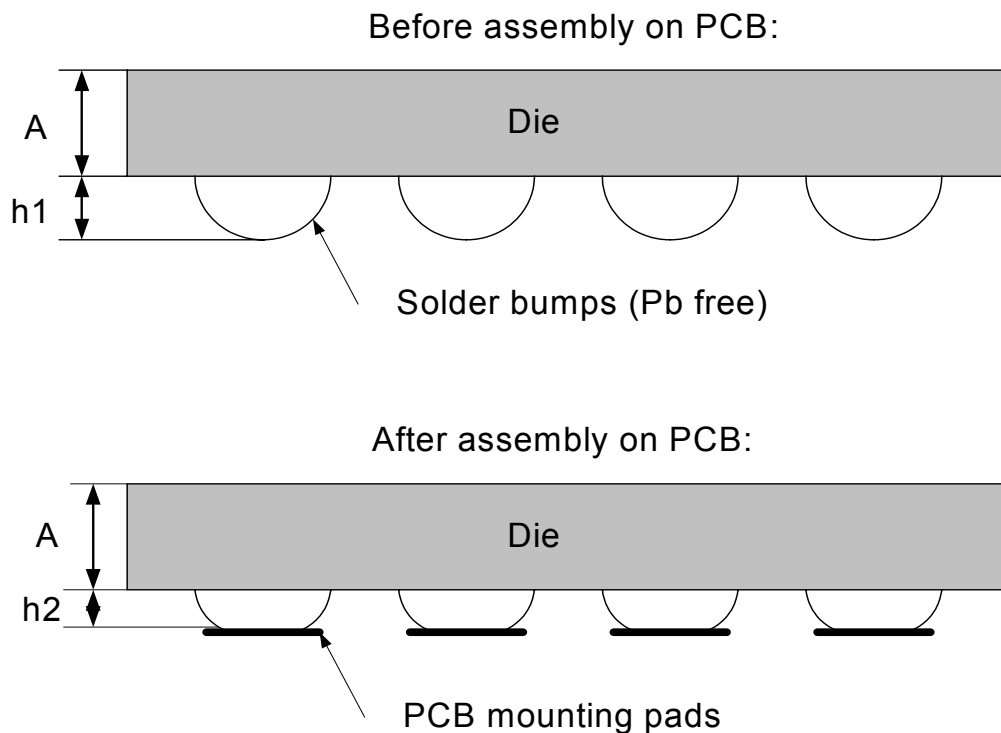 Before assembly on PCB:
A
Die
h1
Solder bumps (Pb free)
After assembly on PCB:
A
Die
h2
PCB mounting pads